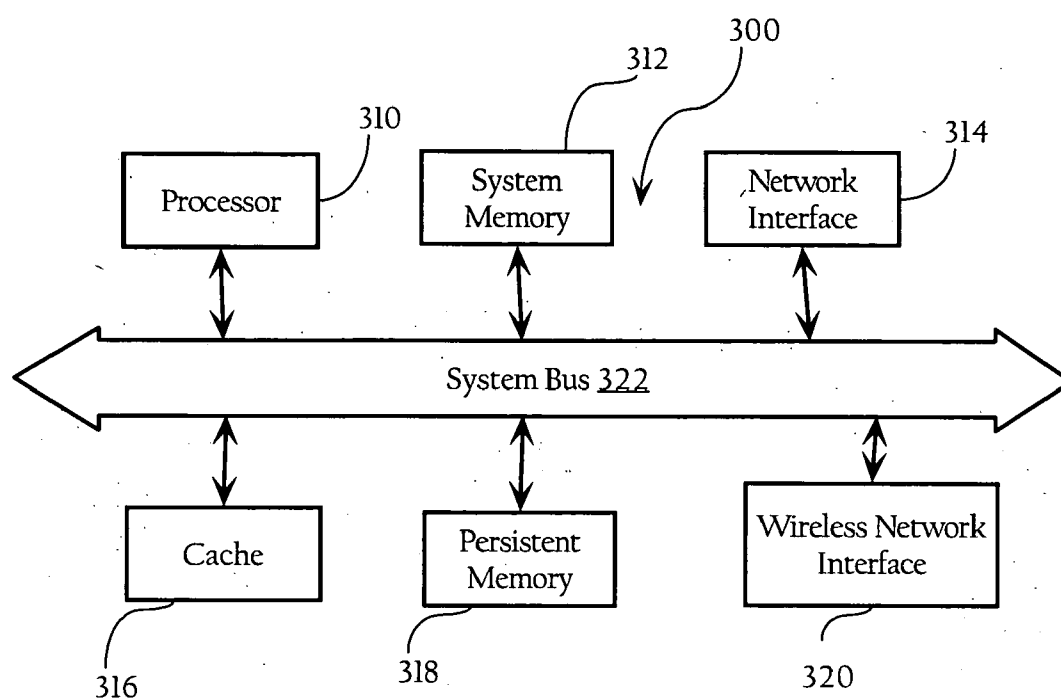 300
312
310
314
Processor
System
Memory
Network
Interface
System Bus 322
Cache
Persistent
Memory
Wireless Network
Interface
316
318
320